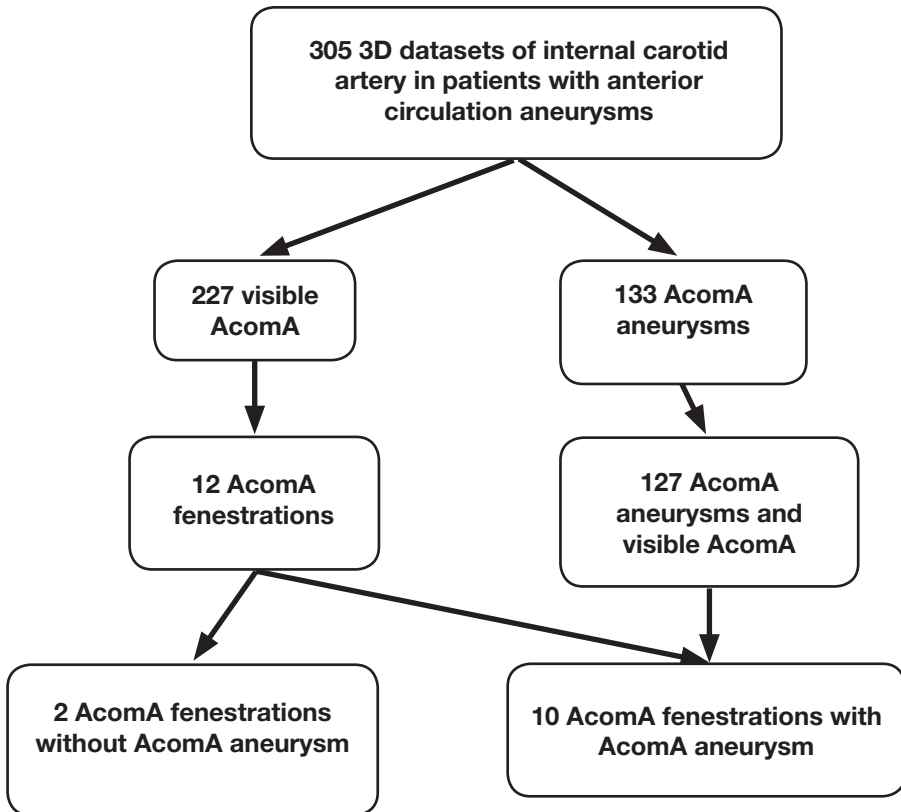 305 3D datasets of internal carotid
artery in patients with anterior
circulation aneurysms
227 visible
AcomA
133 AcomA
aneurysms
12 AcomA
fenestrations
127 AcomA
aneurysms and
visible AcomA
2 AcomA fenestrations
without AcomA aneurysm
10 AcomA fenestrations with
AcomA aneurysm